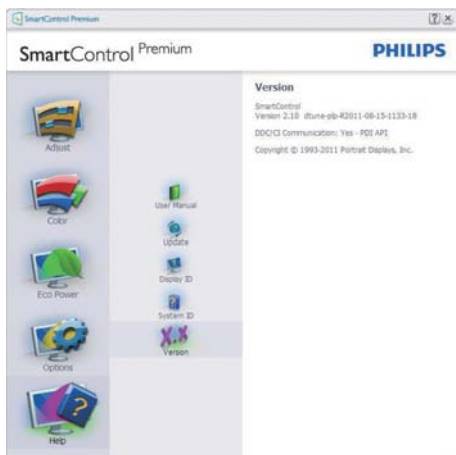 SmartControl Premium
SmartControl Premium
PHILIPS
Adjust
Color
Eco Power
Options
Help
User Manual
Update
Display ID
System ID
X.X
Version
Version
SmartControl
Version 2.10 dtune-plp-R2011-08-15-1133-18
DDC/CI Communication: Yes - PDI API
Copyright © 1993-2011 Portrait Displays, Inc.